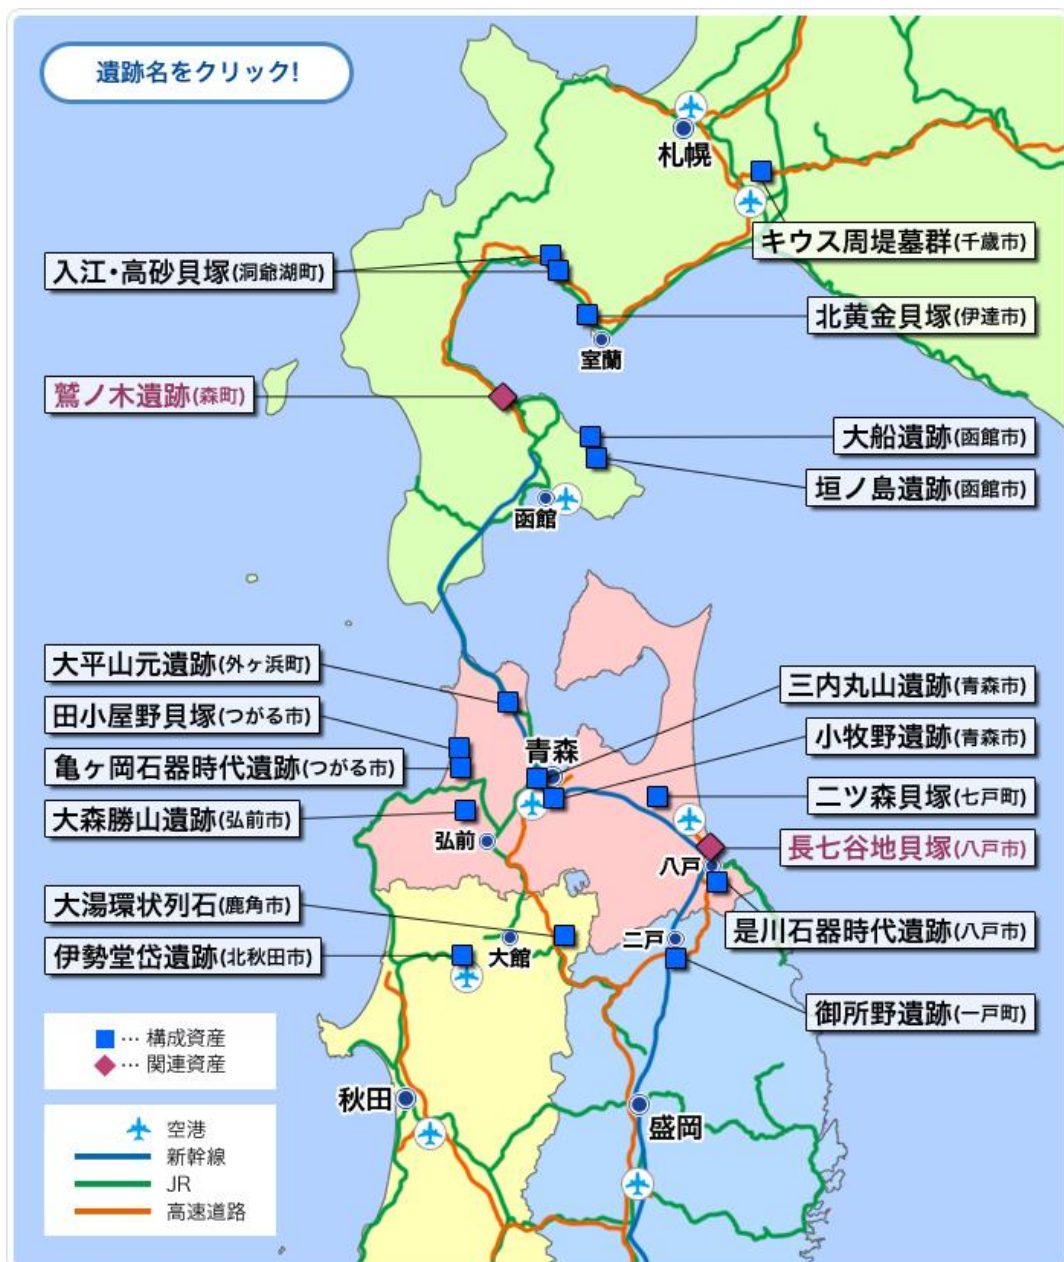 遺跡名をクリック!
札幌
キウス周堤墓群(千歳市)
入江・高砂貝塚(洞爺湖町)
北黄金貝塚(伊達市)
室蘭
鷲ノ木遺跡(森町)
大船遺跡(函館市)
垣ノ島遺跡(函館市)
函館
大平山元遺跡(外ヶ浜町)
三内丸山遺跡(青森市)
田小屋野貝塚(つがる市)
小牧野遺跡(青森市)
青森
亀ヶ岡石器時代遺跡(つがる市)
二ツ森貝塚(七戸町)
大森勝山遺跡(弘前市)
弘前
長七谷地貝塚(八戸市)
八戸
大湯環状列石(鹿角市)
是川石器時代遺跡(八戸市)
二戸
大館
伊勢堂岱遺跡(北秋田市)
御所野遺跡(一戸町)
…構成資産
…関連資産
秋田
盛岡
空港
新幹線
JR
高速道路